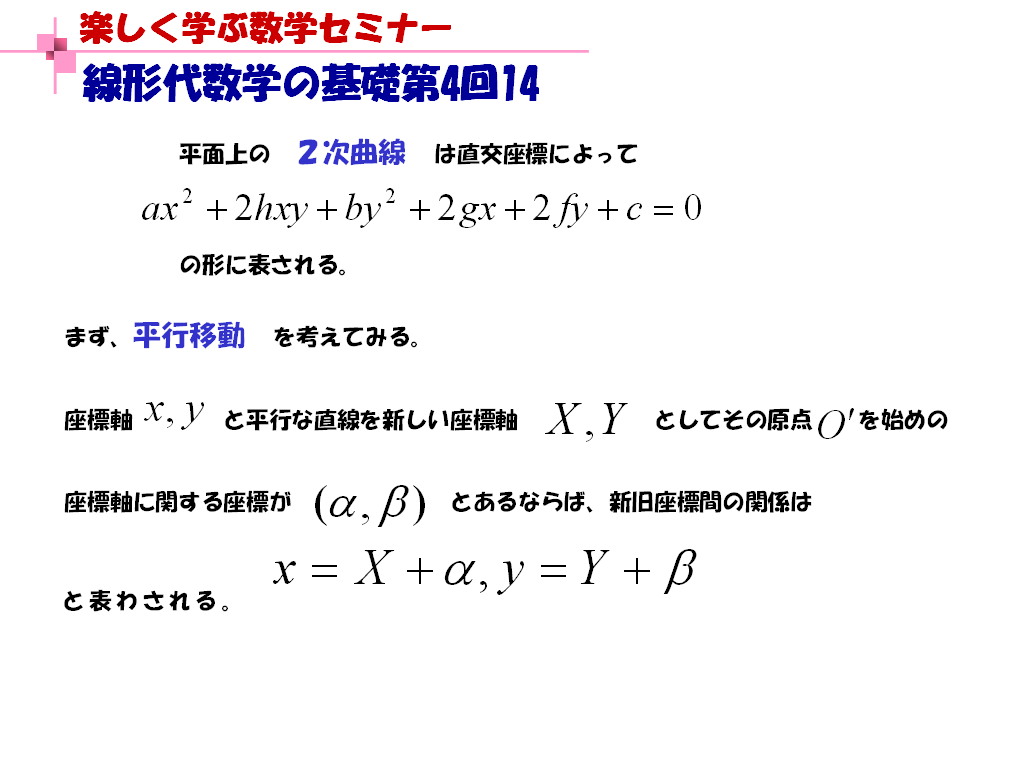 楽しく学ぶ数学セミナー
線形代数学の基礎第4回14
平面上の 2次曲線 は直交座標によって
ax² + 2hxy + by² + 2gx + 2fy + c = 0
の形に表される。
まず、平行移動 を考えてみる。
座標軸 x, y と平行な直線を新しい座標軸 X, Y としてその原点 O′ を始めの
座標軸に関する座標が (α, β) とあるならば、新旧座標間の関係は
x = X + α, y = Y + β
と表わされる。